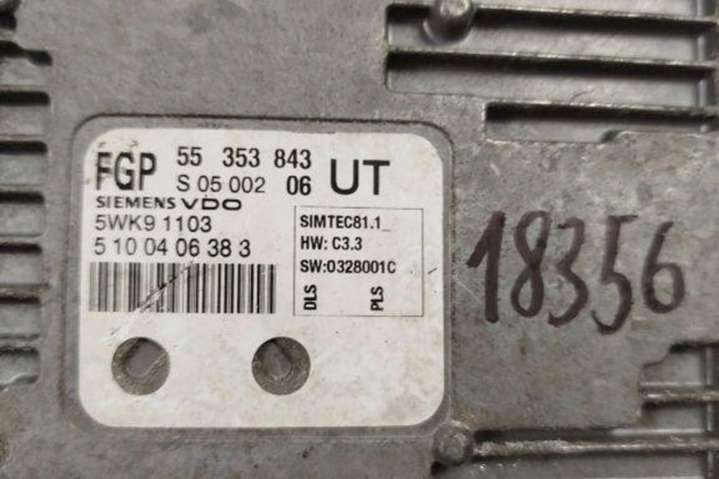 FGP 55 353 843 UT
S 05 002 06
SIEMENS VDO
5WK9 1103
5 10 04 06 38 3
SIMTEC81.1_
HW: C3.3
SW:0328001C
DLS PLS
18356